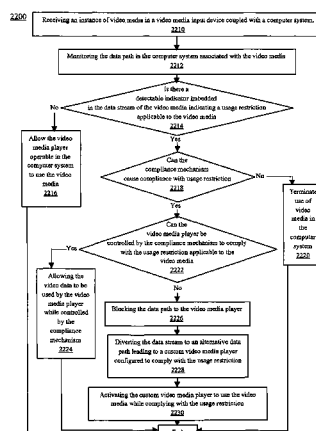 2200
Receiving an instance of video media in a video media input device coupled with a computer system.
2210
Monitoring the data path in the computer system associated with the video media
2212
Is there a
detectable indicator imbedded
in the data stream of the video media indicating a usage restriction
applicable to the video media
2214
No
Yes
Allow the video
media player
operable in the
computer system
to use the video
media
2216
Can the
compliance mechanism
cause compliance with usage restriction
2218
No
Yes
Terminate
use of
video
media in
the
computer
system
2220
Can the
video media player be
controlled by the compliance mechanism to comply
with the usage restriction applicable to the
video media
2222
Yes
No
Allowing the
video data to be
used by the video
media player
while controlled
by the
compliance
mechanism
2224
Blocking the data path to the video media player
2226
Diverting the data stream to an alternative data
path leading to a custom video media player
configured to comply with the usage restriction
2228
Activating the custom video media player to use the video
media while complying with the usage restriction
2230